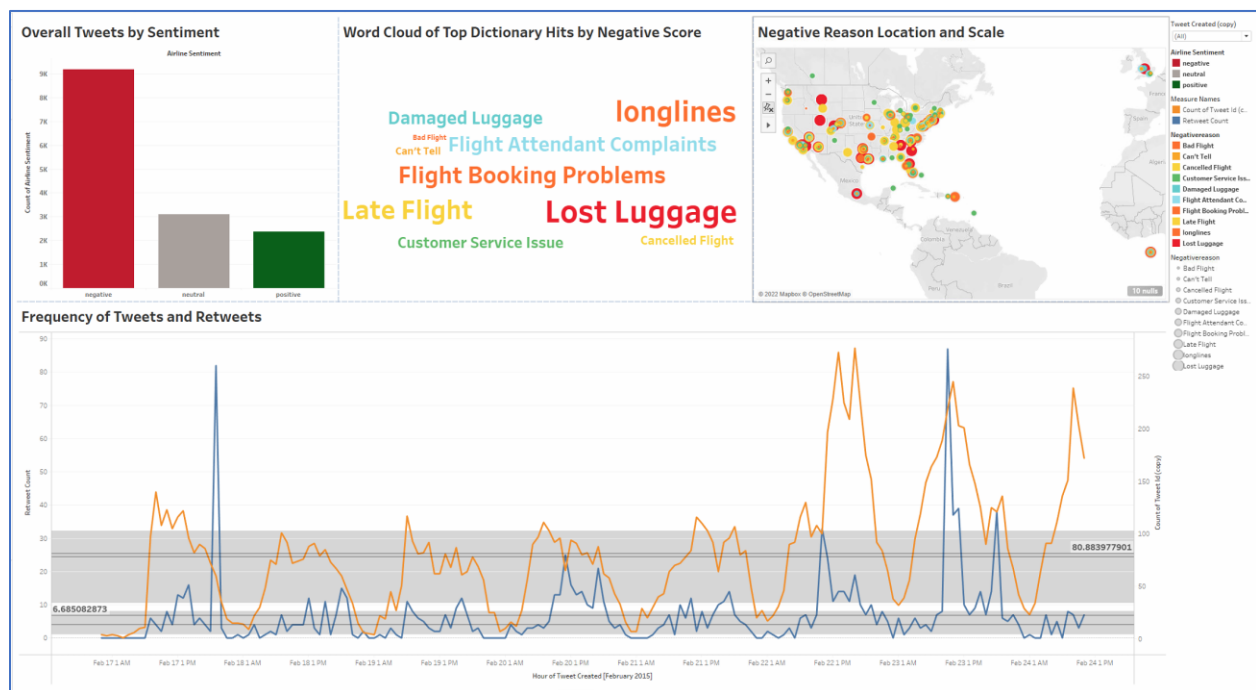 Overall Tweets by Sentiment
Airline Sentiment
9K
8K
7K
6K
5K
4K
3K
2K
1K
0K
Count of Airline Sentiment
negative
neutral
positive
Word Cloud of Top Dictionary Hits by Negative Score
longlines
Damaged Luggage
Bad Flight
Can't Tell
Flight Attendant Complaints
Flight Booking Problems
Late Flight
Lost Luggage
Customer Service Issue
Cancelled Flight
Negative Reason Location and Scale
United
States
Mexico
Venezuela
Colombia
Peru
Brazil
France
Spain
Algeri
© 2022 Mapbox © OpenStreetMap
10 nulls
Tweet Created (copy)
(All)
Airline Sentiment
negative
neutral
positive
Measure Names
Count of Tweet Id (c..
Retweet Count
Negativereason
Bad Flight
Can't Tell
Cancelled Flight
Customer Service Iss..
Damaged Luggage
Flight Attendant Co..
Flight Booking Probl..
Late Flight
longlines
Lost Luggage
Negativereason
Bad Flight
Can't Tell
Cancelled Flight
Customer Service Iss..
Damaged Luggage
Flight Attendant Co..
Flight Booking Probl..
Late Flight
longlines
Lost Luggage
Frequency of Tweets and Retweets
90
80
70
60
50
40
30
20
10
0
Retweet Count
6.685082873
80.883977901
250
200
150
100
50
0
Count of Tweet Id (copy)
Feb 17 1 AM
Feb 17 1 PM
Feb 18 1 AM
Feb 18 1 PM
Feb 19 1 AM
Feb 19 1 PM
Feb 20 1 AM
Feb 20 1 PM
Feb 21 1 AM
Feb 21 1 PM
Feb 22 1 AM
Feb 22 1 PM
Feb 23 1 AM
Feb 23 1 PM
Feb 24 1 AM
Feb 24 1 PM
Hour of Tweet Created [February 2015]